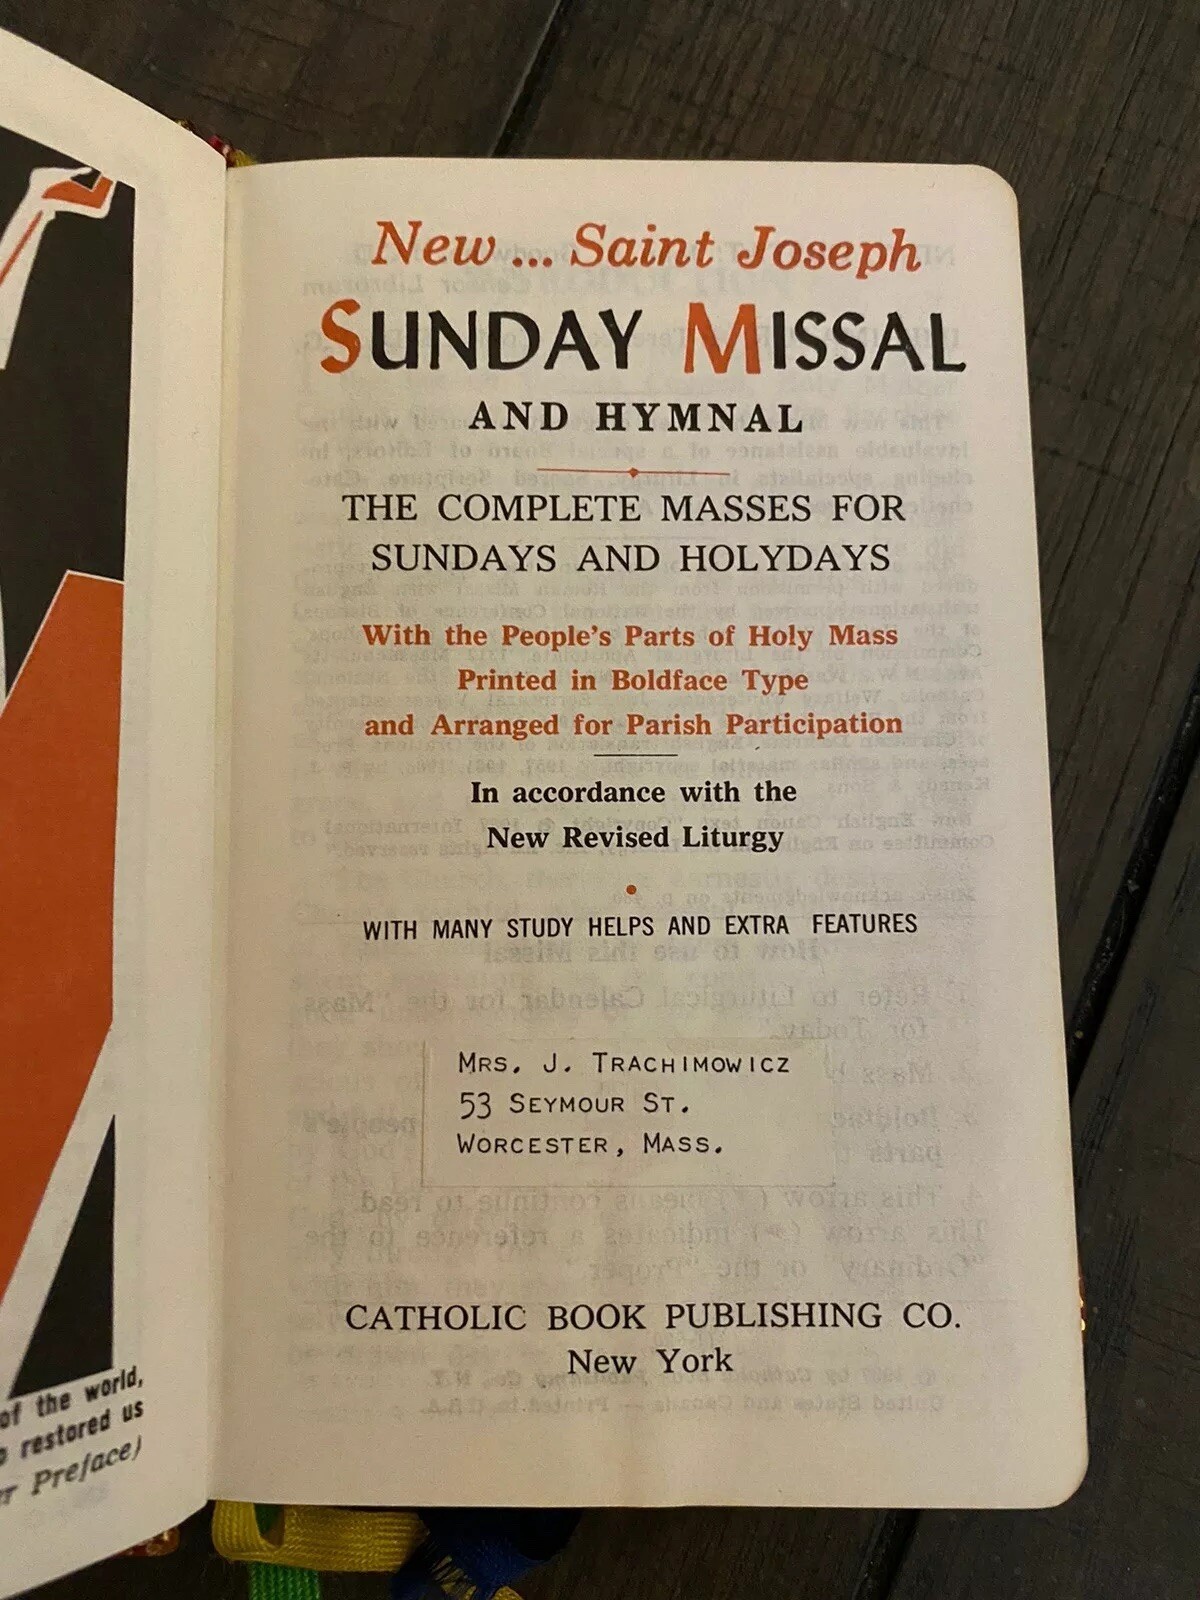 of the world,
restored us
Preface)
New ... Saint Joseph
SUNDAY MISSAL
AND HYMNAL
THE COMPLETE MASSES FOR
SUNDAYS AND HOLYDAYS
With the People's Parts of Holy Mass
Printed in Boldface Type
and Arranged for Parish Participation
In accordance with the
New Revised Liturgy
WITH MANY STUDY HELPS AND EXTRA FEATURES
MRS. J. TRACHIMOWICZ
53 SEYMOUR ST.
WORCESTER, MASS.
CATHOLIC BOOK PUBLISHING CO.
New York